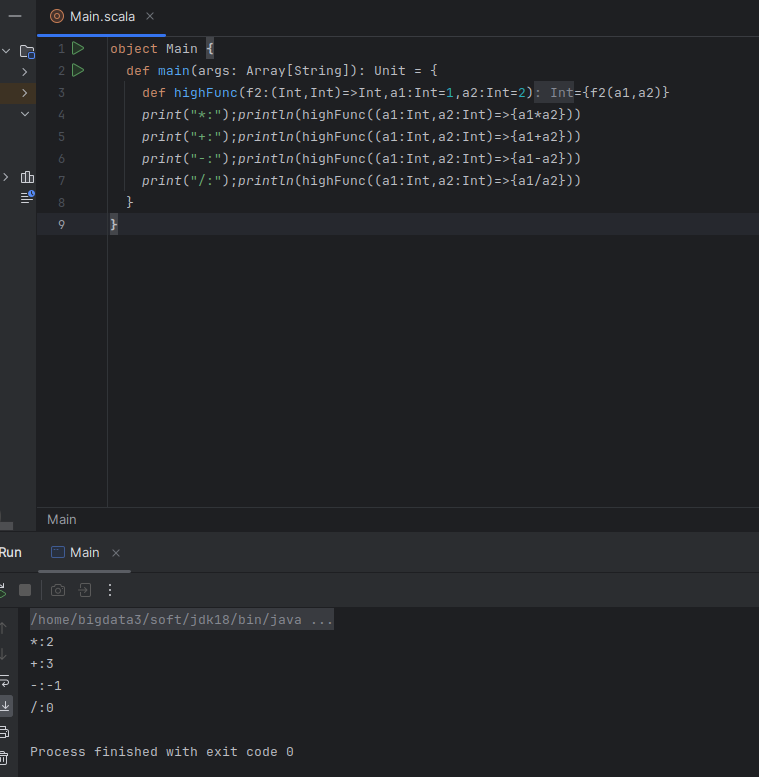 Main.scala
1 object Main {
2 def main(args: Array[String]): Unit = {
3 def highFunc(f2:(Int,Int)=>Int,a1:Int=1,a2:Int=2): Int={f2(a1,a2)}
4 print("*:");println(highFunc((a1:Int,a2:Int)=>{a1*a2}))
5 print("+:");println(highFunc((a1:Int,a2:Int)=>{a1+a2}))
6 print("-:");println(highFunc((a1:Int,a2:Int)=>{a1-a2}))
7 print("/:");println(highFunc((a1:Int,a2:Int)=>{a1/a2}))
8 }
9 }
Main
Run Main
/home/bigdata3/soft/jdk18/bin/java ...
*:2
+:3
-:-1
/:0
Process finished with exit code 0